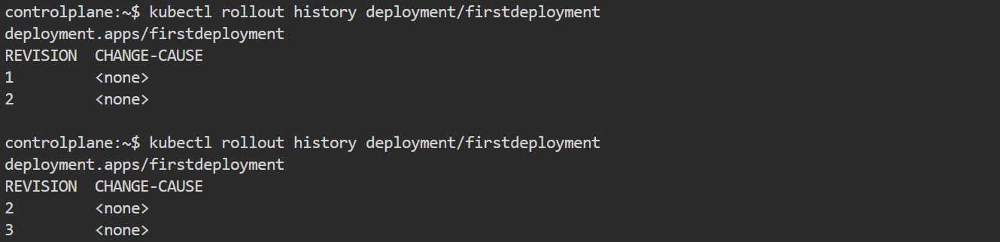 controlplane:~$ kubectl rollout history deployment/firstdeployment
deployment.apps/firstdeployment
REVISION  CHANGE-CAUSE
1         <none>
2         <none>
controlplane:~$ kubectl rollout history deployment/firstdeployment
deployment.apps/firstdeployment
REVISION  CHANGE-CAUSE
2         <none>
3         <none>